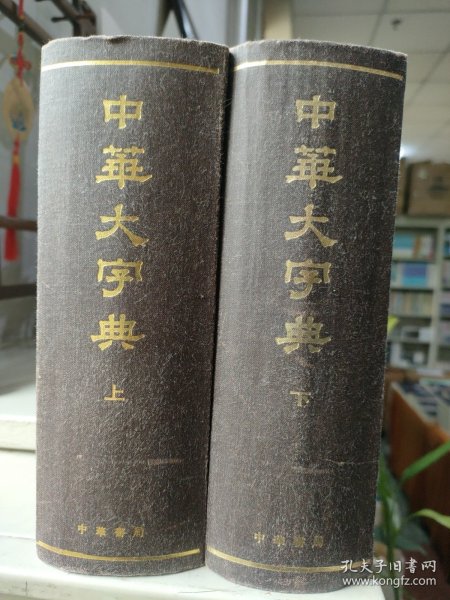 中華大字典
上
中華書局
中華大字典
下
中華書局
孔夫子旧书网
www.kongfz.com